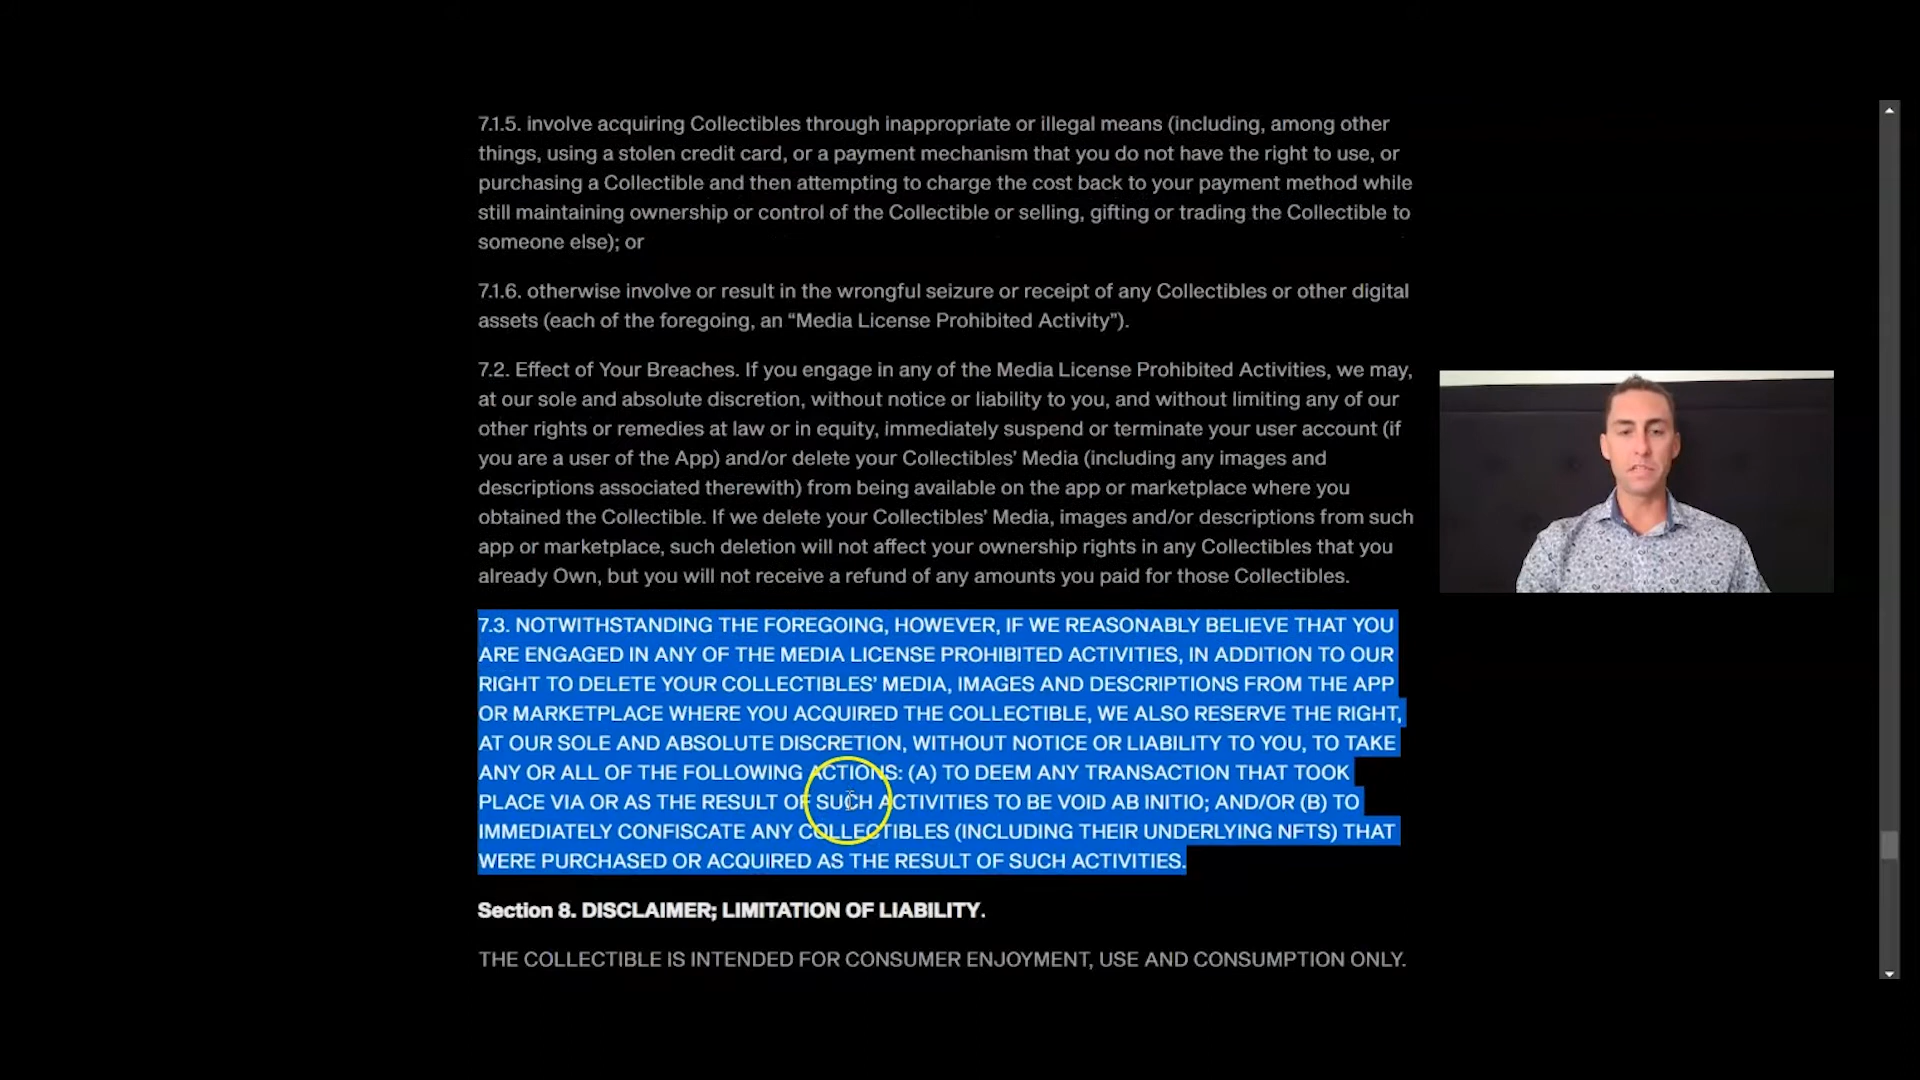 7.1.5. involve acquiring Collectibles through inappropriate or illegal means (including, among other
things, using a stolen credit card, or a payment mechanism that you do not have the right to use, or
purchasing a Collectible and then attempting to charge the cost back to your payment method while
still maintaining ownership or control of the Collectible or selling, gifting or trading the Collectible to
someone else); or
7.1.6. otherwise involve or result in the wrongful seizure or receipt of any Collectibles or other digital
assets (each of the foregoing, an “Media License Prohibited Activity”).
7.2. Effect of Your Breaches. If you engage in any of the Media License Prohibited Activities, we may,
at our sole and absolute discretion, without notice or liability to you, and without limiting any of our
other rights or remedies at law or in equity, immediately suspend or terminate your user account (if
you are a user of the App) and/or delete your Collectibles’ Media (including any images and
descriptions associated therewith) from being available on the app or marketplace where you
obtained the Collectible. If we delete your Collectibles’ Media, images and/or descriptions from such
app or marketplace, such deletion will not affect your ownership rights in any Collectibles that you
already Own, but you will not receive a refund of any amounts you paid for those Collectibles.
7.3. NOTWITHSTANDING THE FOREGOING, HOWEVER, IF WE REASONABLY BELIEVE THAT YOU
ARE ENGAGED IN ANY OF THE MEDIA LICENSE PROHIBITED ACTIVITIES, IN ADDITION TO OUR
RIGHT TO DELETE YOUR COLLECTIBLES’ MEDIA, IMAGES AND DESCRIPTIONS FROM THE APP
OR MARKETPLACE WHERE YOU ACQUIRED THE COLLECTIBLE, WE ALSO RESERVE THE RIGHT,
AT OUR SOLE AND ABSOLUTE DISCRETION, WITHOUT NOTICE OR LIABILITY TO YOU, TO TAKE
ANY OR ALL OF THE FOLLOWING ACTIONS: (A) TO DEEM ANY TRANSACTION THAT TOOK
PLACE VIA OR AS THE RESULT OF SUCH ACTIVITIES TO BE VOID AB INITIO; AND/OR (B) TO
IMMEDIATELY CONFISCATE ANY COLLECTIBLES (INCLUDING THEIR UNDERLYING NFTS) THAT
WERE PURCHASED OR ACQUIRED AS THE RESULT OF SUCH ACTIVITIES.
Section 8. DISCLAIMER; LIMITATION OF LIABILITY.
THE COLLECTIBLE IS INTENDED FOR CONSUMER ENJOYMENT, USE AND CONSUMPTION ONLY.